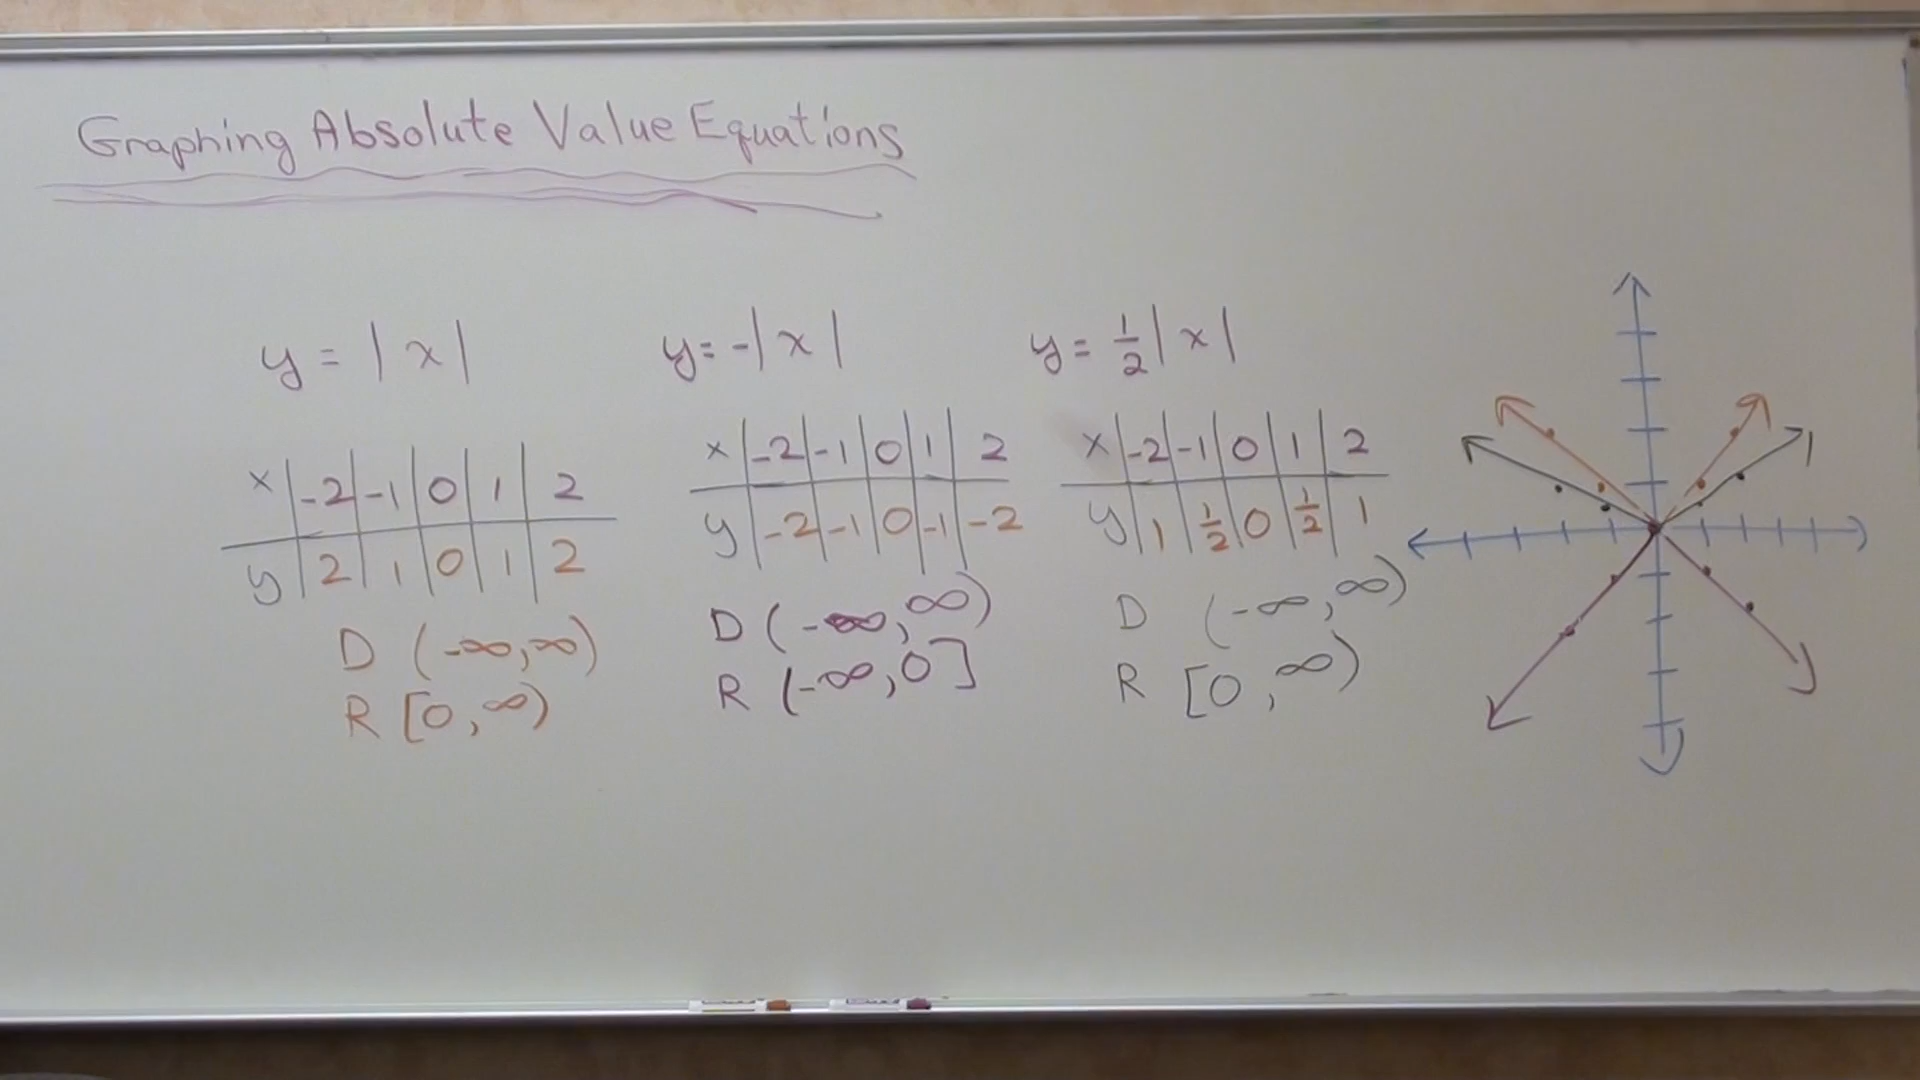 Graphing Absolute Value Equations
y = |x|
x -2 -1 0 1 2
y 2 1 0 1 2
D (-∞,∞)
R [0,∞)
y=-|x|
x -2 -1 0 1 2
y -2 -1 0 -1 -2
D (-∞,∞)
R (-∞,0]
y = 1/2|x|
x -2 -1 0 1 2
y 1 1/2 0 1/2 1
D (-∞,∞)
R [0,∞)